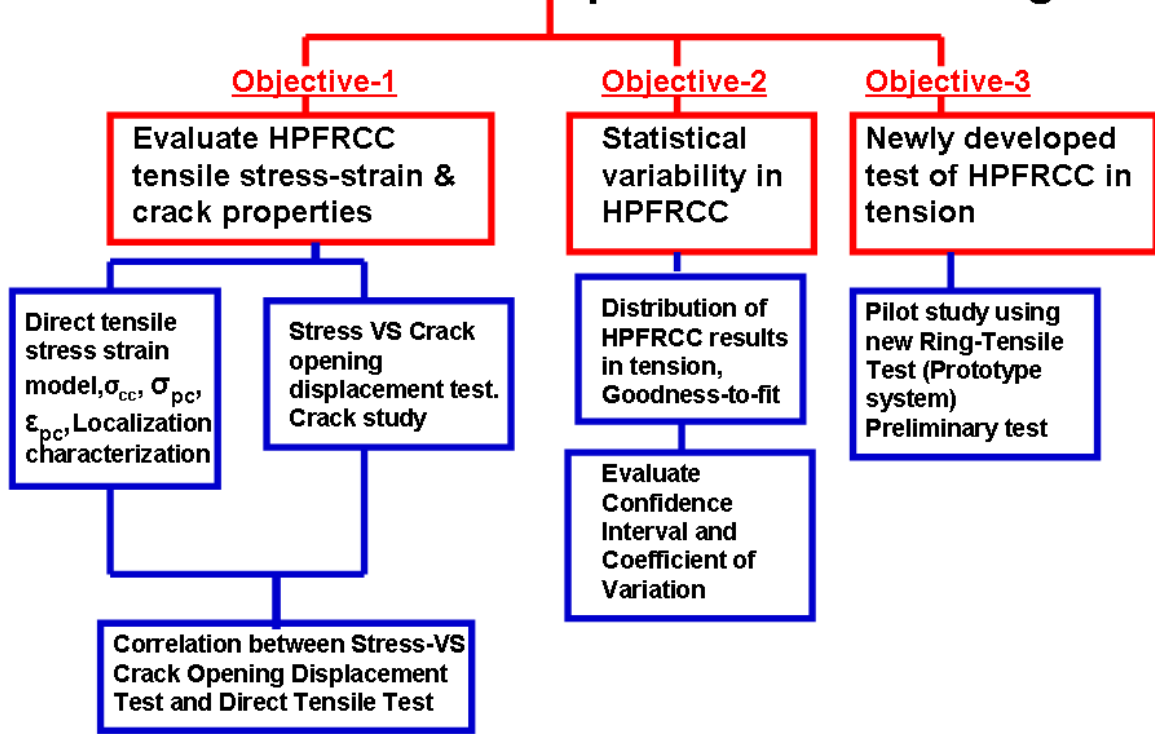 Objective-1
Objective-2
Objective-3
Evaluate HPFRCC
tensile stress-strain &
crack properties
Statistical
variability in
HPFRCC
Newly developed
test of HPFRCC in
tension
Direct tensile
stress strain
model,σcc, σpc,
εpc,Localization
characterization
Stress VS Crack
opening
displacement test.
Crack study
Distribution of
HPFRCC results
in tension,
Goodness-to-fit
Pilot study using
new Ring-Tensile
Test (Prototype
system)
Preliminary test
Evaluate
Confidence
Interval and
Coefficient of
Variation
Correlation between Stress-VS
Crack Opening Displacement
Test and Direct Tensile Test